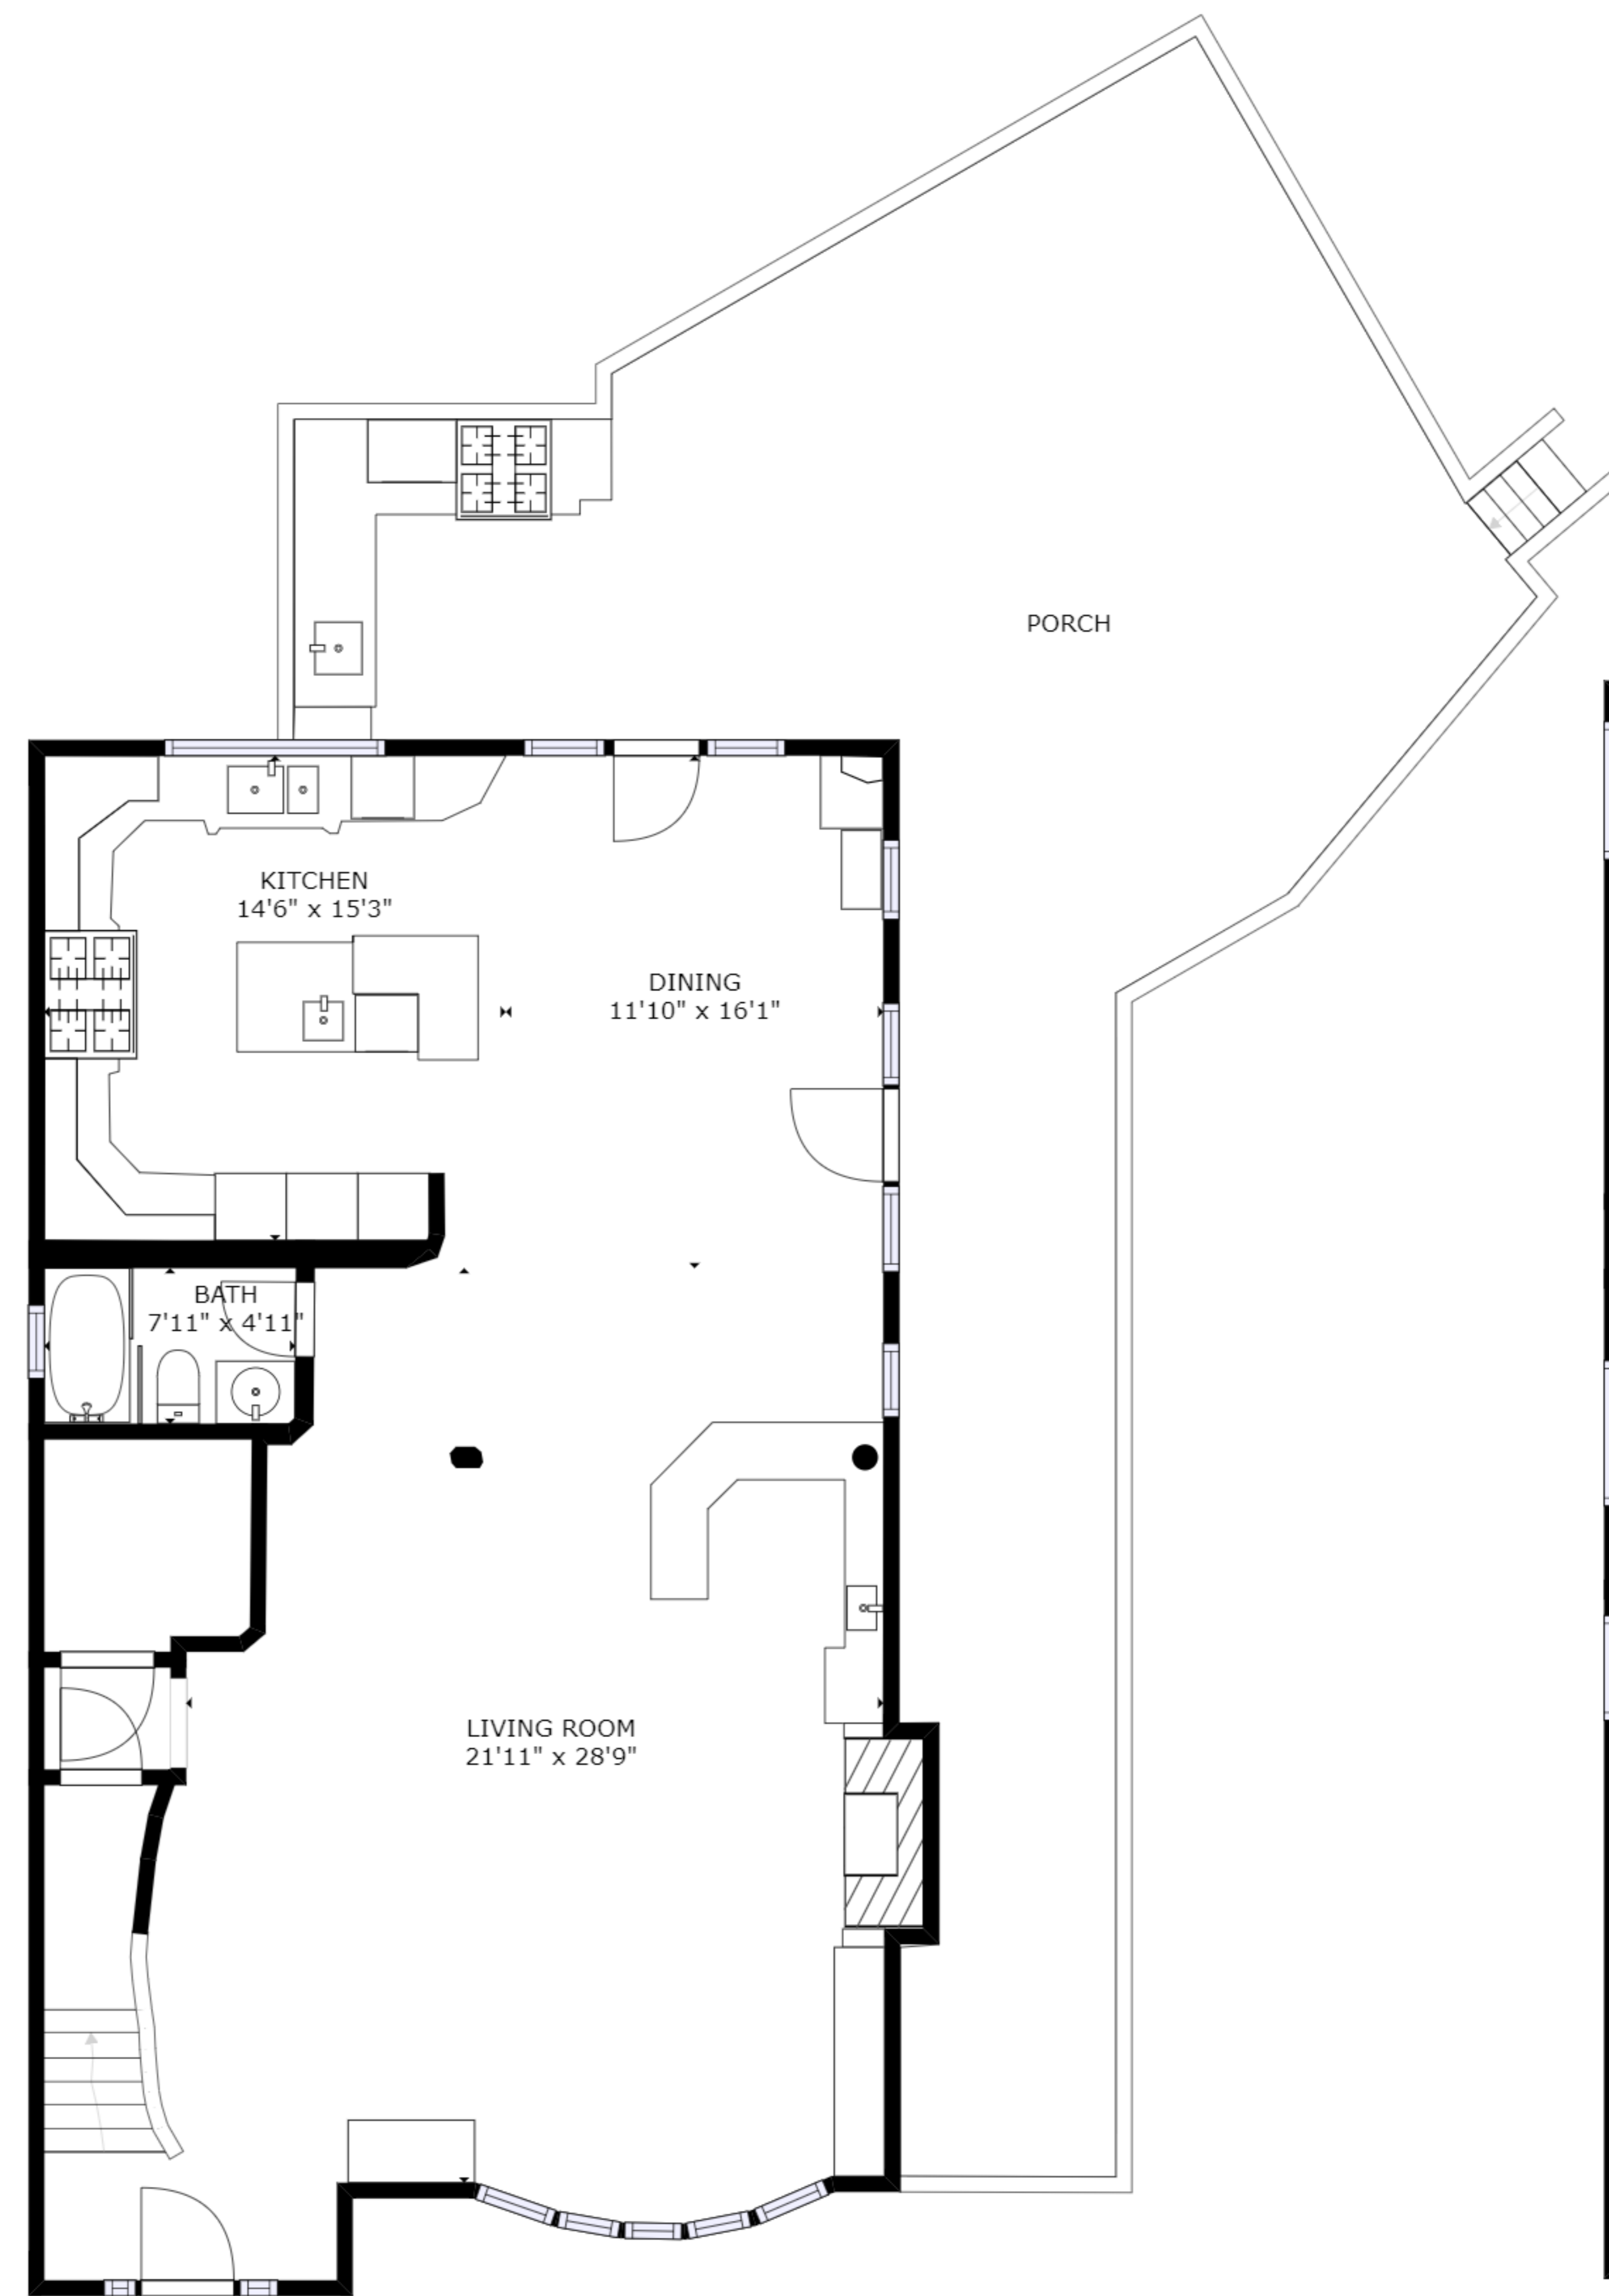 PORCH
KITCHEN
14'6" x 15'3"
DINING
11'10" x 16'1"
BATH
7'11" x 4'11"
LIVING ROOM
21'11" x 28'9"